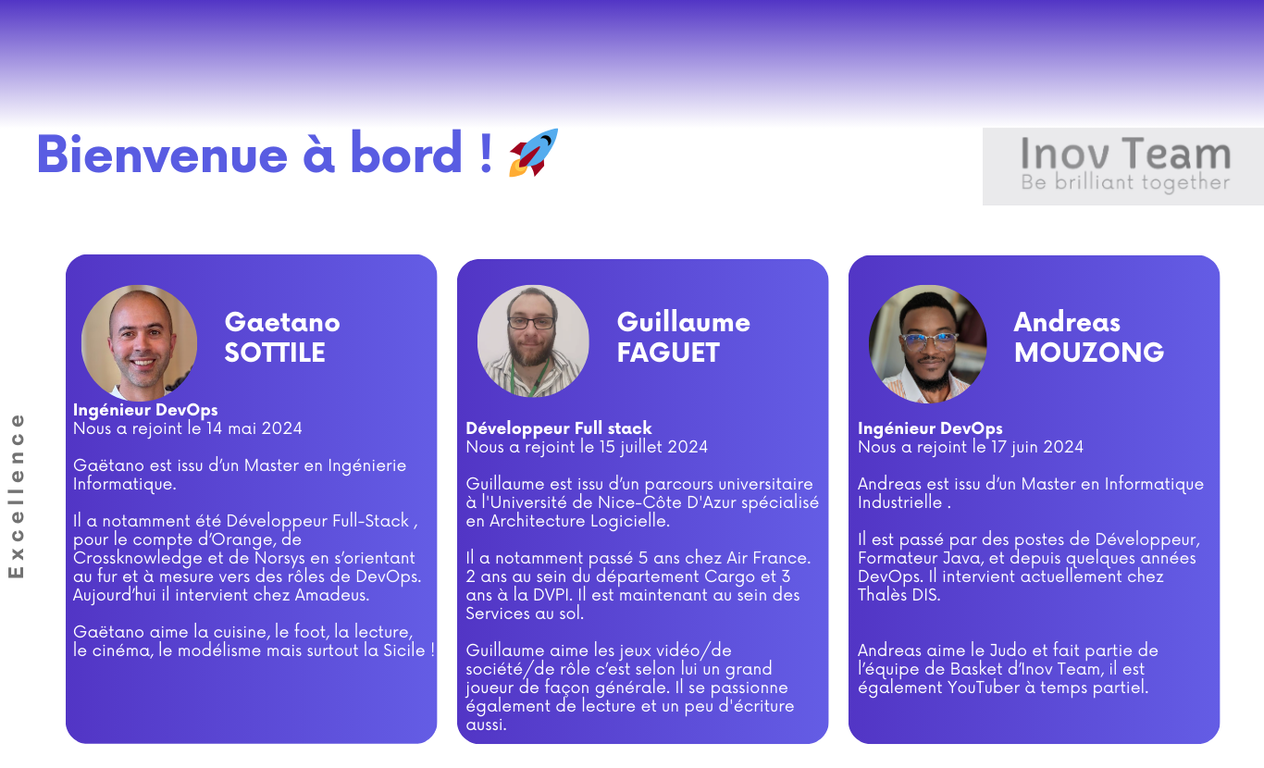 Bienvenue à bord ! 🚀
Inov Team
Be brilliant together
Excellence
Gaetano
SOTTILE
Ingénieur DevOps
Nous a rejoint le 14 mai 2024
Gaëtano est issu d’un Master en Ingénierie
Informatique.
Il a notamment été Développeur Full-Stack ,
pour le compte d’Orange, de
Crossknowledge et de Norsys en s’orientant
au fur et à mesure vers des rôles de DevOps.
Aujourd’hui il intervient chez Amadeus.
Gaëtano aime la cuisine, le foot, la lecture,
le cinéma, le modélisme mais surtout la Sicile !
Guillaume
FAGUET
Développeur Full stack
Nous a rejoint le 15 juillet 2024
Guillaume est issu d’un parcours universitaire
à l'Université de Nice-Côte D'Azur spécialisé
en Architecture Logicielle.
Il a notamment passé 5 ans chez Air France.
2 ans au sein du département Cargo et 3
ans à la DVPI. Il est maintenant au sein des
Services au sol.
Guillaume aime les jeux vidéo/de
société/de rôle c’est selon lui un grand
joueur de façon générale. Il se passionne
également de lecture et un peu d'écriture
aussi.
Andreas
MOUZONG
Ingénieur DevOps
Nous a rejoint le 17 juin 2024
Andreas est issu d’un Master en Informatique
Industrielle .
Il est passé par des postes de Développeur,
Formateur Java, et depuis quelques années
DevOps. Il intervient actuellement chez
Thalès DIS.
Andreas aime le Judo et fait partie de
l’équipe de Basket d’Inov Team, il est
également YouTuber à temps partiel.